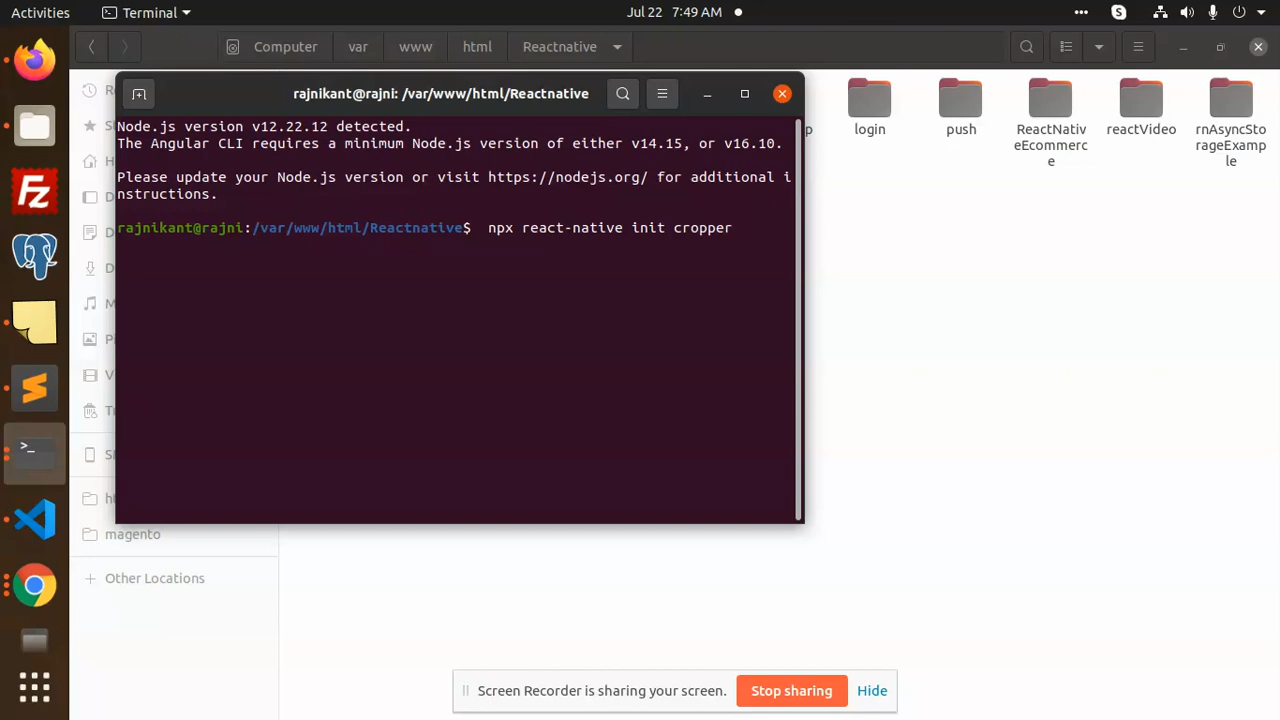 Activities
Terminal
Jul 22 7:49 AM
Computer
var
www
html
Reactnative
rajnikant@rajni: /var/www/html/Reactnative
Node.js version v12.22.12 detected.
The Angular CLI requires a minimum Node.js version of either v14.15, or v16.10.
Please update your Node.js version or visit https://nodejs.org/ for additional i
nstructions.
rajnikant@rajni:/var/www/html/Reactnative$ npx react-native init cropper
login
push
ReactNativ
eEcommerc
e
reactVideo
rnAsyncSto
rageExamp
le
magento
Other Locations
Screen Recorder is sharing your screen.
Stop sharing
Hide